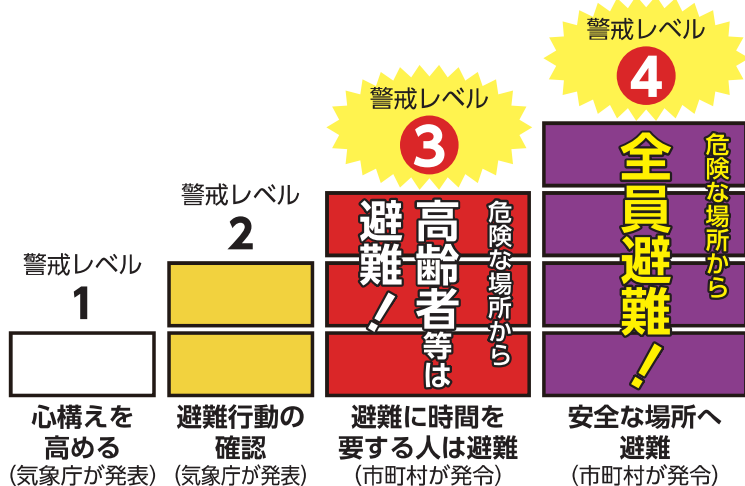 警戒レベル
1
心構えを
高める
(気象庁が発表)
警戒レベル
2
避難行動の
確認
(気象庁が発表)
警戒レベル
3
危険な場所から
高齢者等は
避難!
避難に時間を
要する人は避難
(市町村が発令)
警戒レベル
4
危険な場所から
全員避難!
安全な場所へ
避難
(市町村が発令)